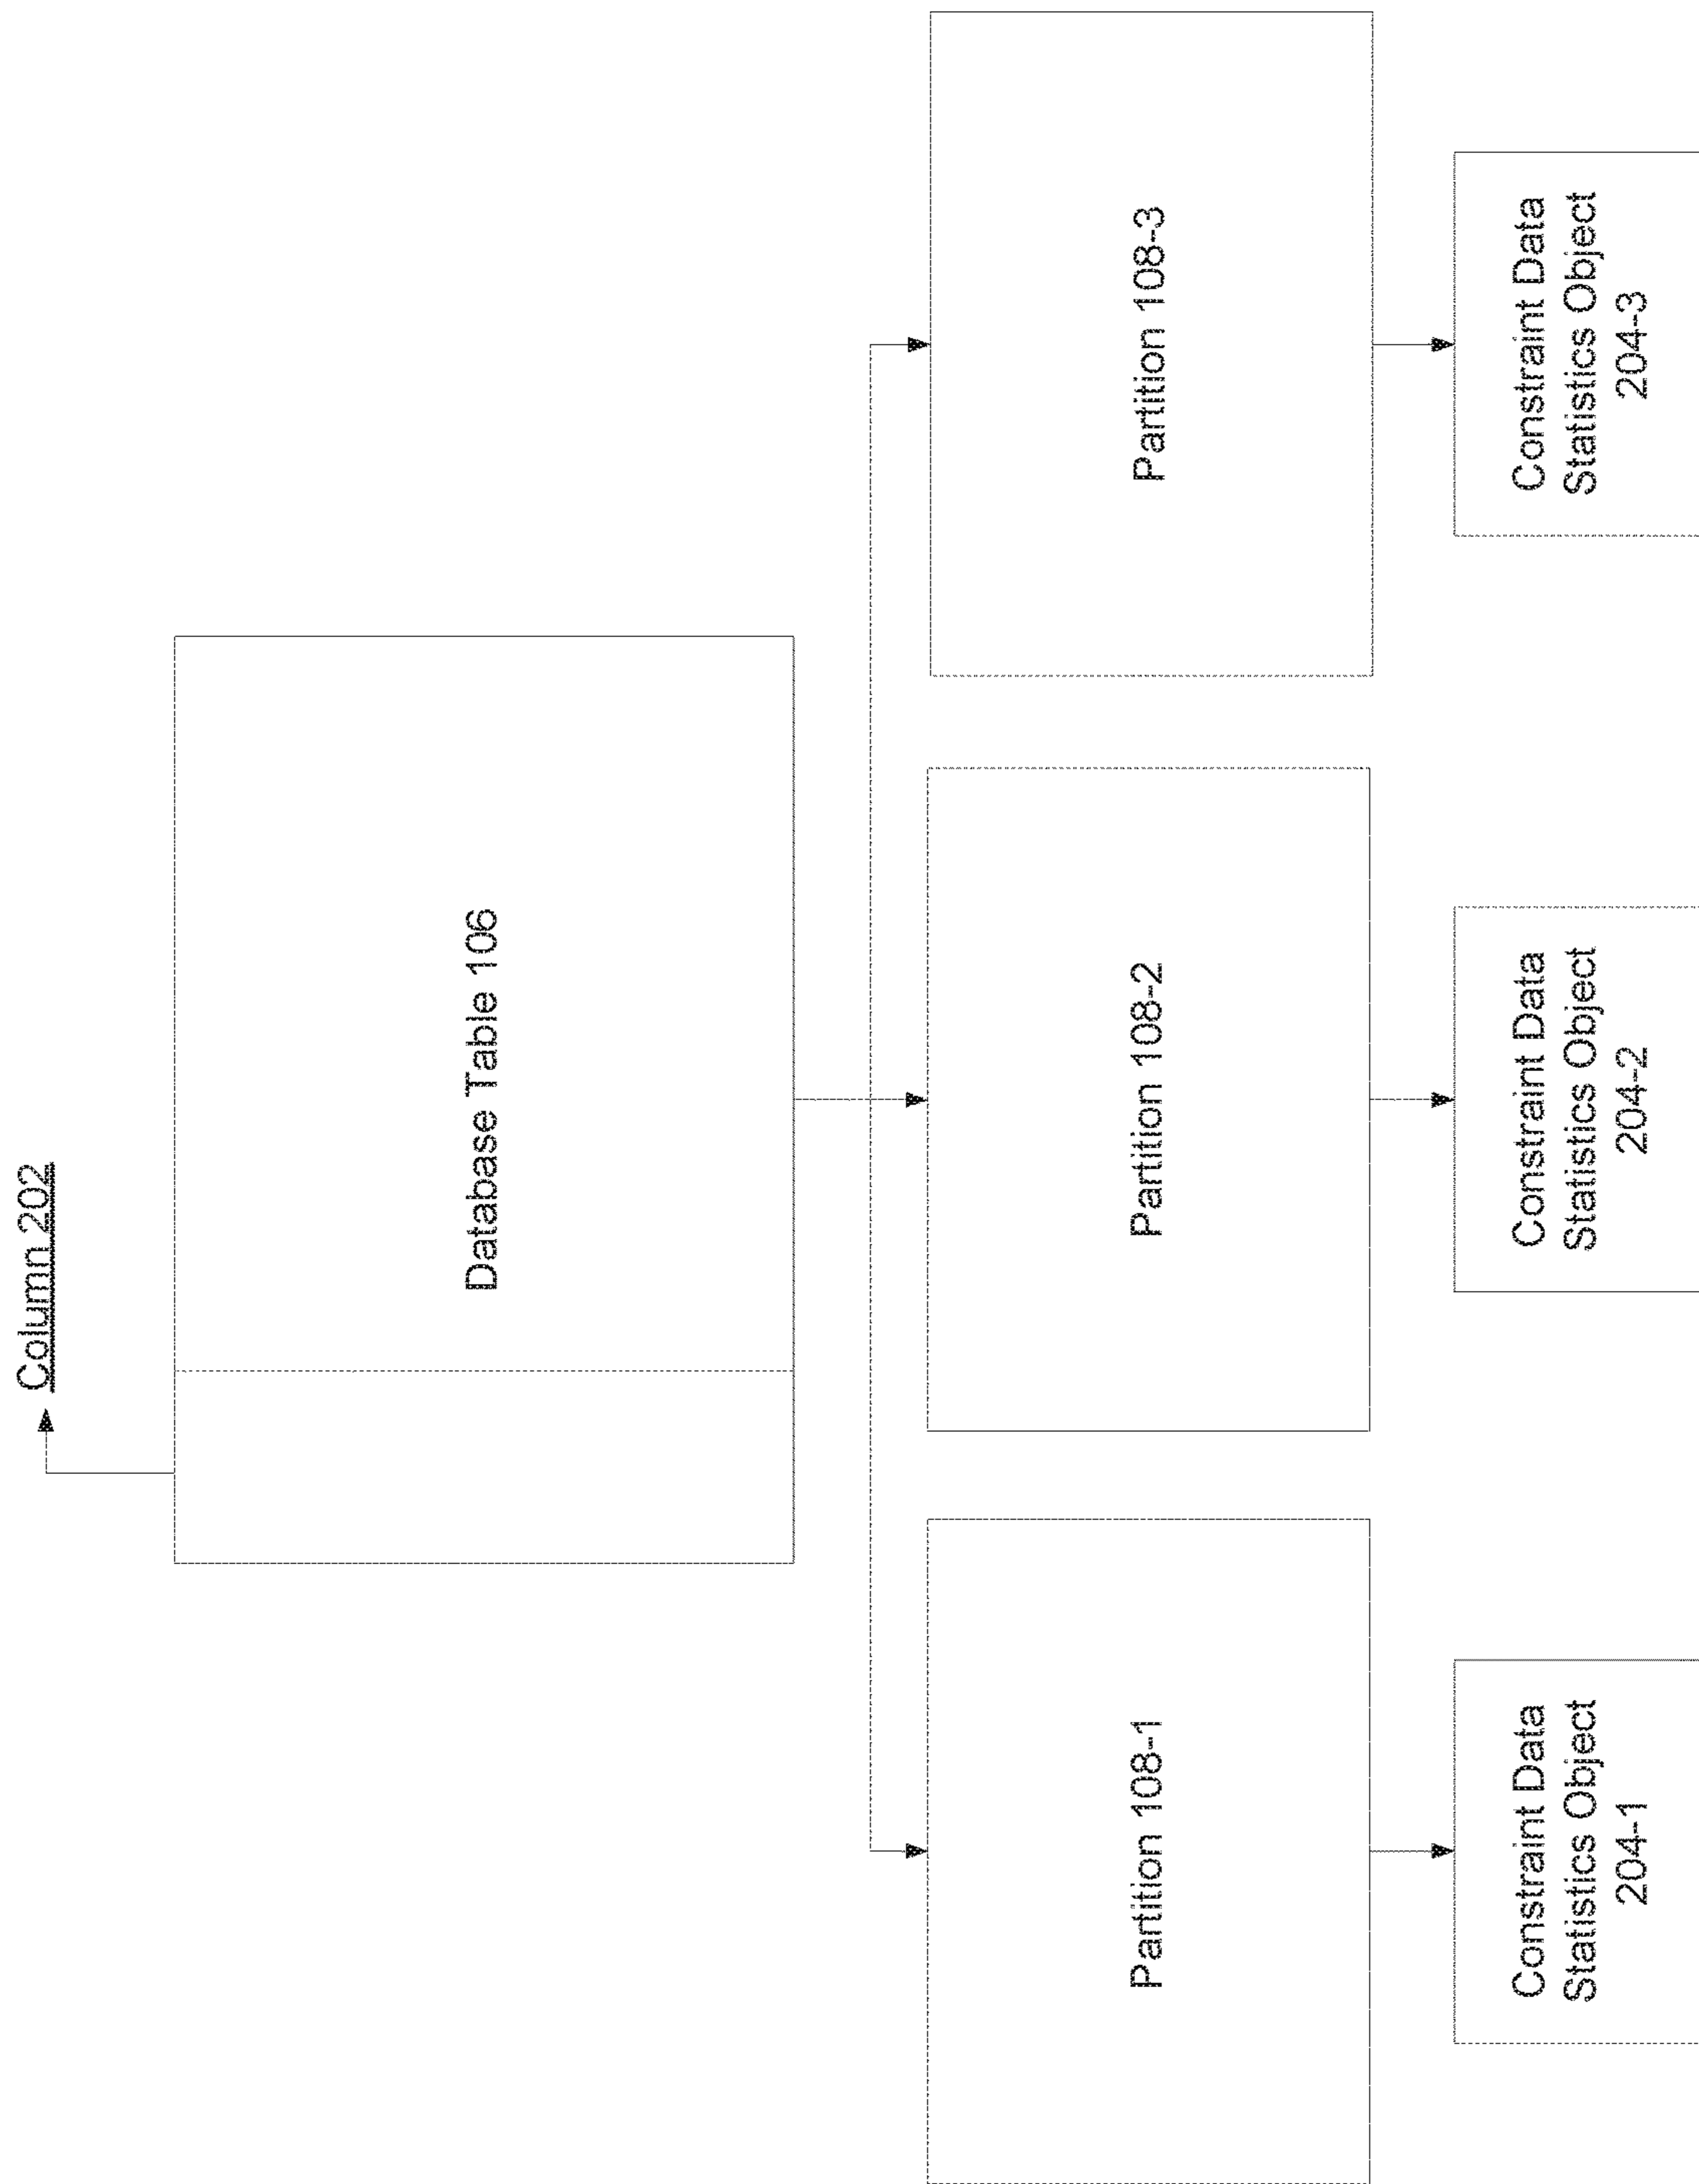 Column 202
Database Table 106
Partition 108-1
Partition 108-2
Partition 108-3
Constraint Data
Statistics Object
204-1
Constraint Data
Statistics Object
204-2
Constraint Data
Statistics Object
204-3